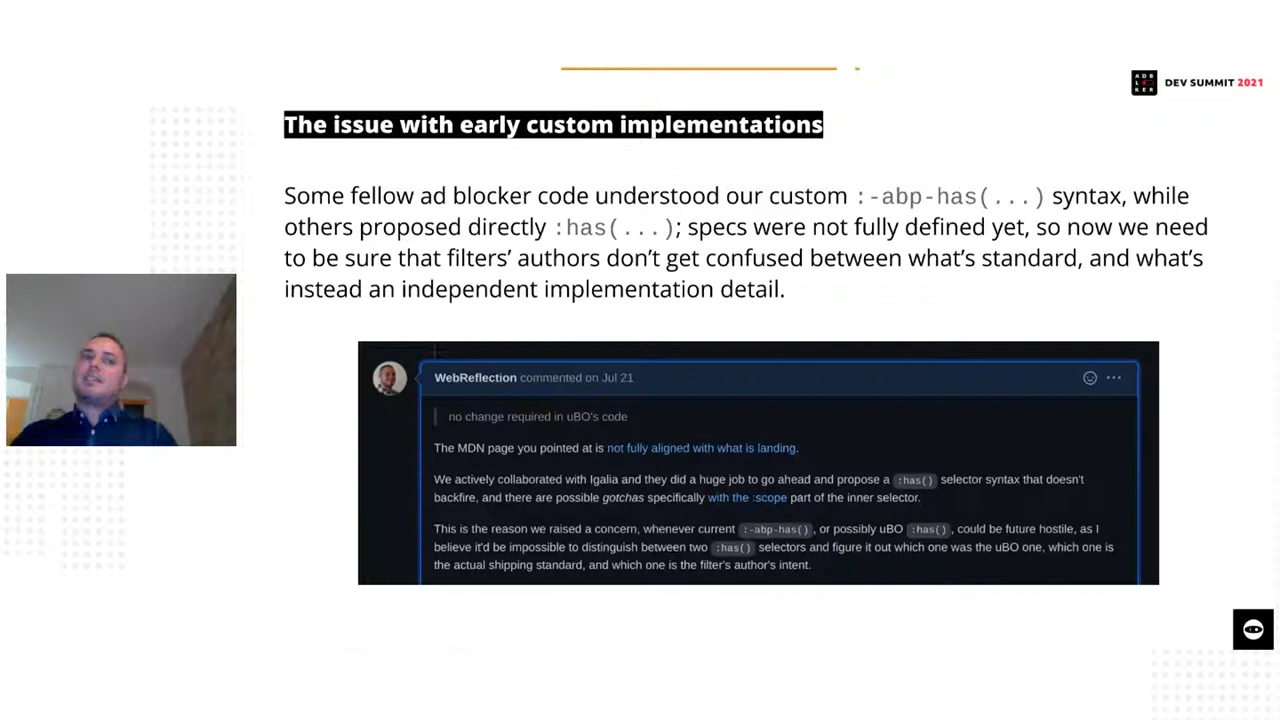 ADB
L
KER
DEV SUMMIT 2021
The issue with early custom implementations
Some fellow ad blocker code understood our custom :-abp-has(...) syntax, while
others proposed directly :has(...); specs were not fully defined yet, so now we need
to be sure that filters’ authors don’t get confused between what’s standard, and what’s
instead an independent implementation detail.
WebReflection commented on Jul 21
no change required in uBO's code
The MDN page you pointed at is not fully aligned with what is landing.
We actively collaborated with Igalia and they did a huge job to go ahead and propose a :has() selector syntax that doesn't
backfire, and there are possible gotchas specifically with the :scope part of the inner selector.
This is the reason we raised a concern, whenever current :-abp-has(), or possibly uBO :has(), could be future hostile, as I
believe it'd be impossible to distinguish between two :has() selectors and figure it out which one was the uBO one, which one is
the actual shipping standard, and which one is the filter's author's intent.